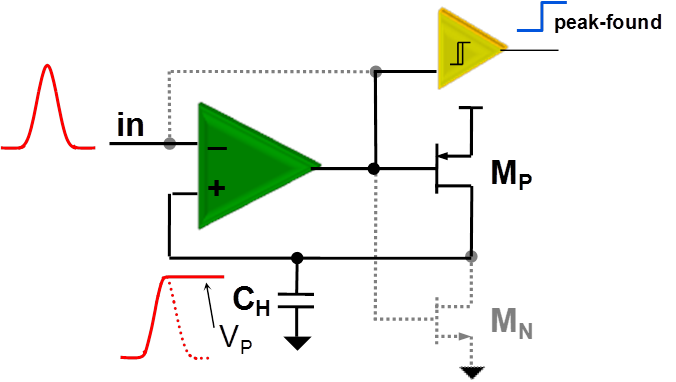 peak-found
in
−
+
MP
CH
VP
MN